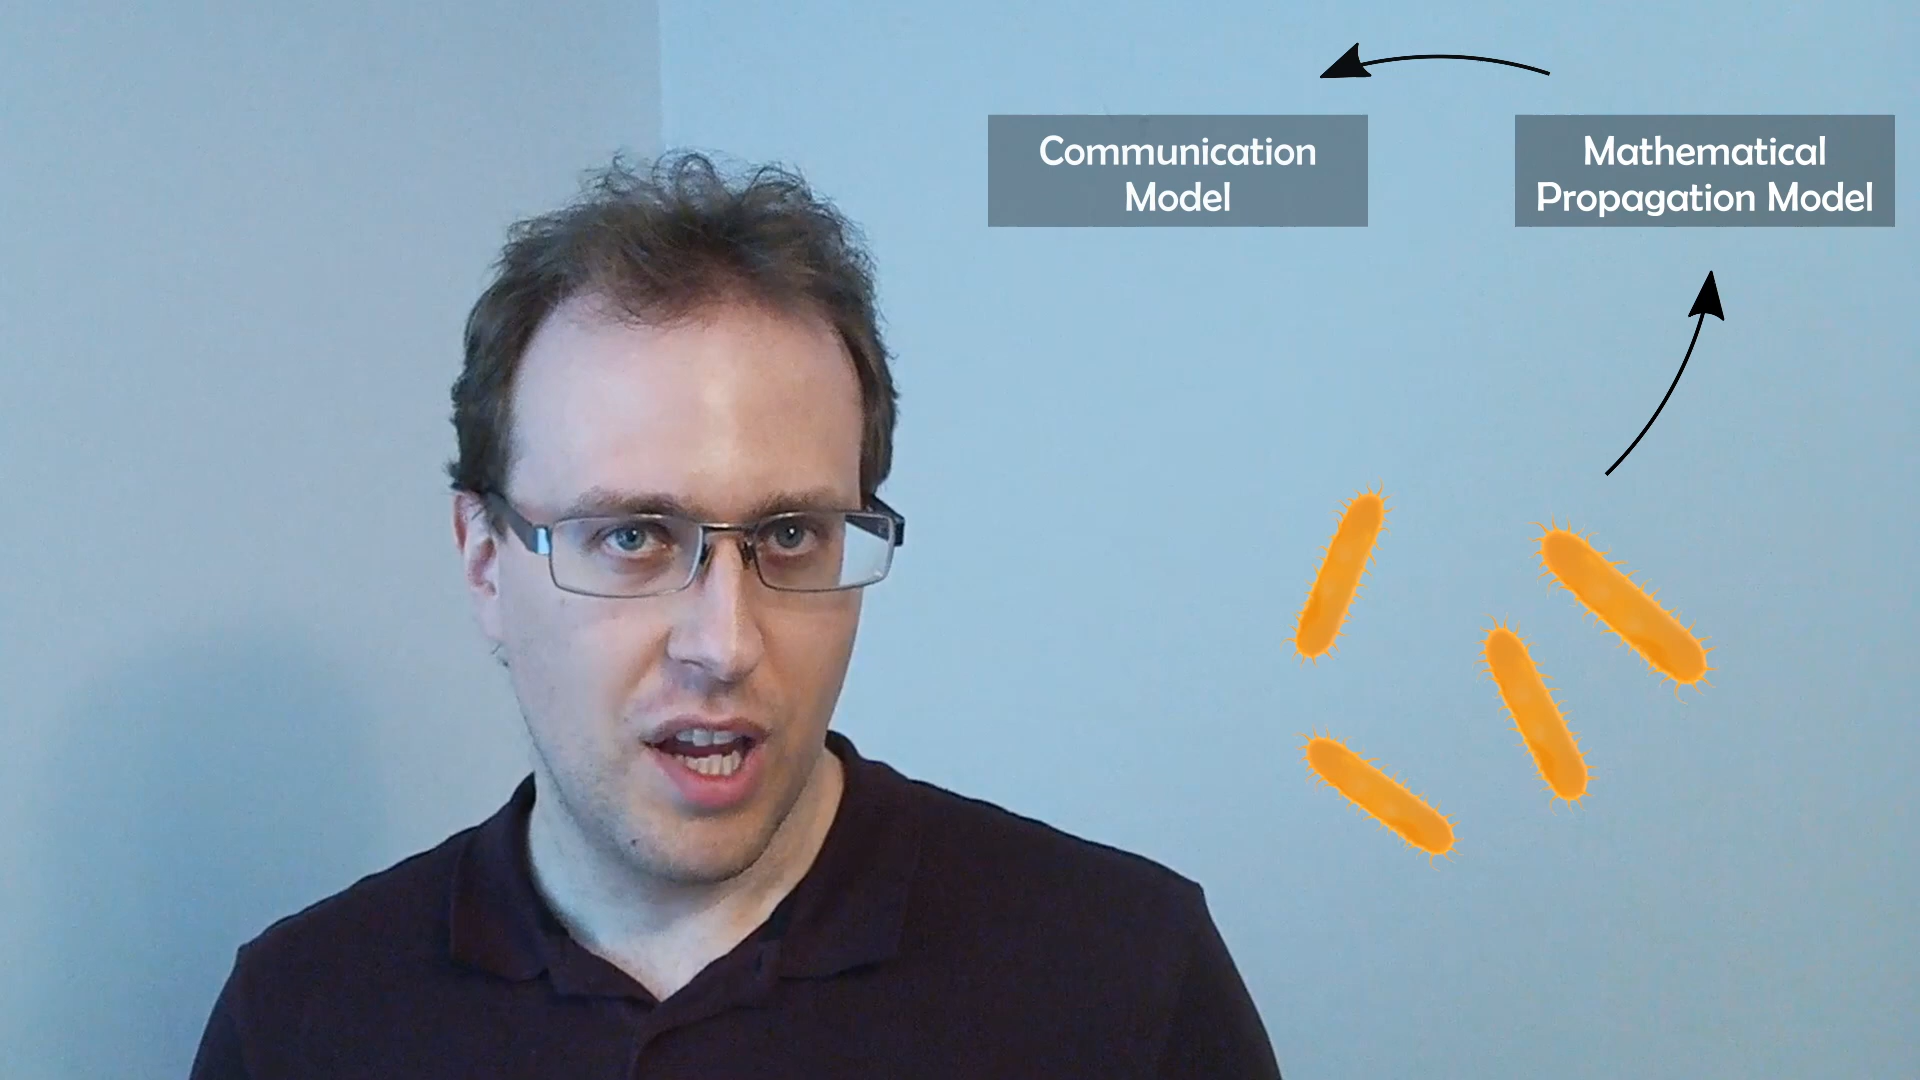 Communication
Model
Mathematical
Propagation Model